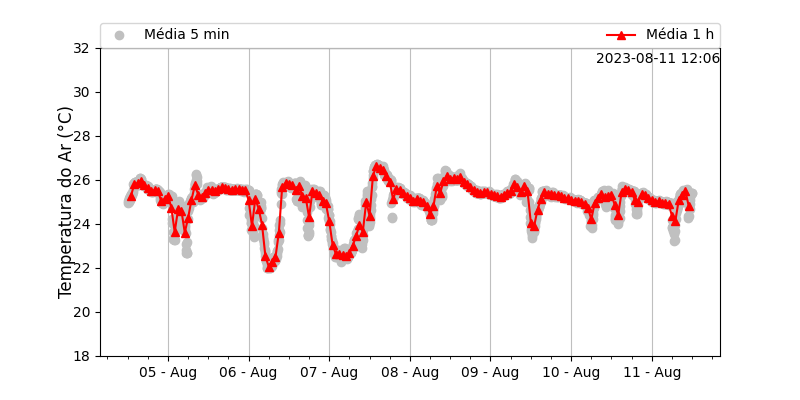 Média 5 min
Média 1 h
2023-08-11 12:06
Temperatura do Ar (°C)
32
30
28
26
24
22
20
18
05 - Aug
06 - Aug
07 - Aug
08 - Aug
09 - Aug
10 - Aug
11 - Aug